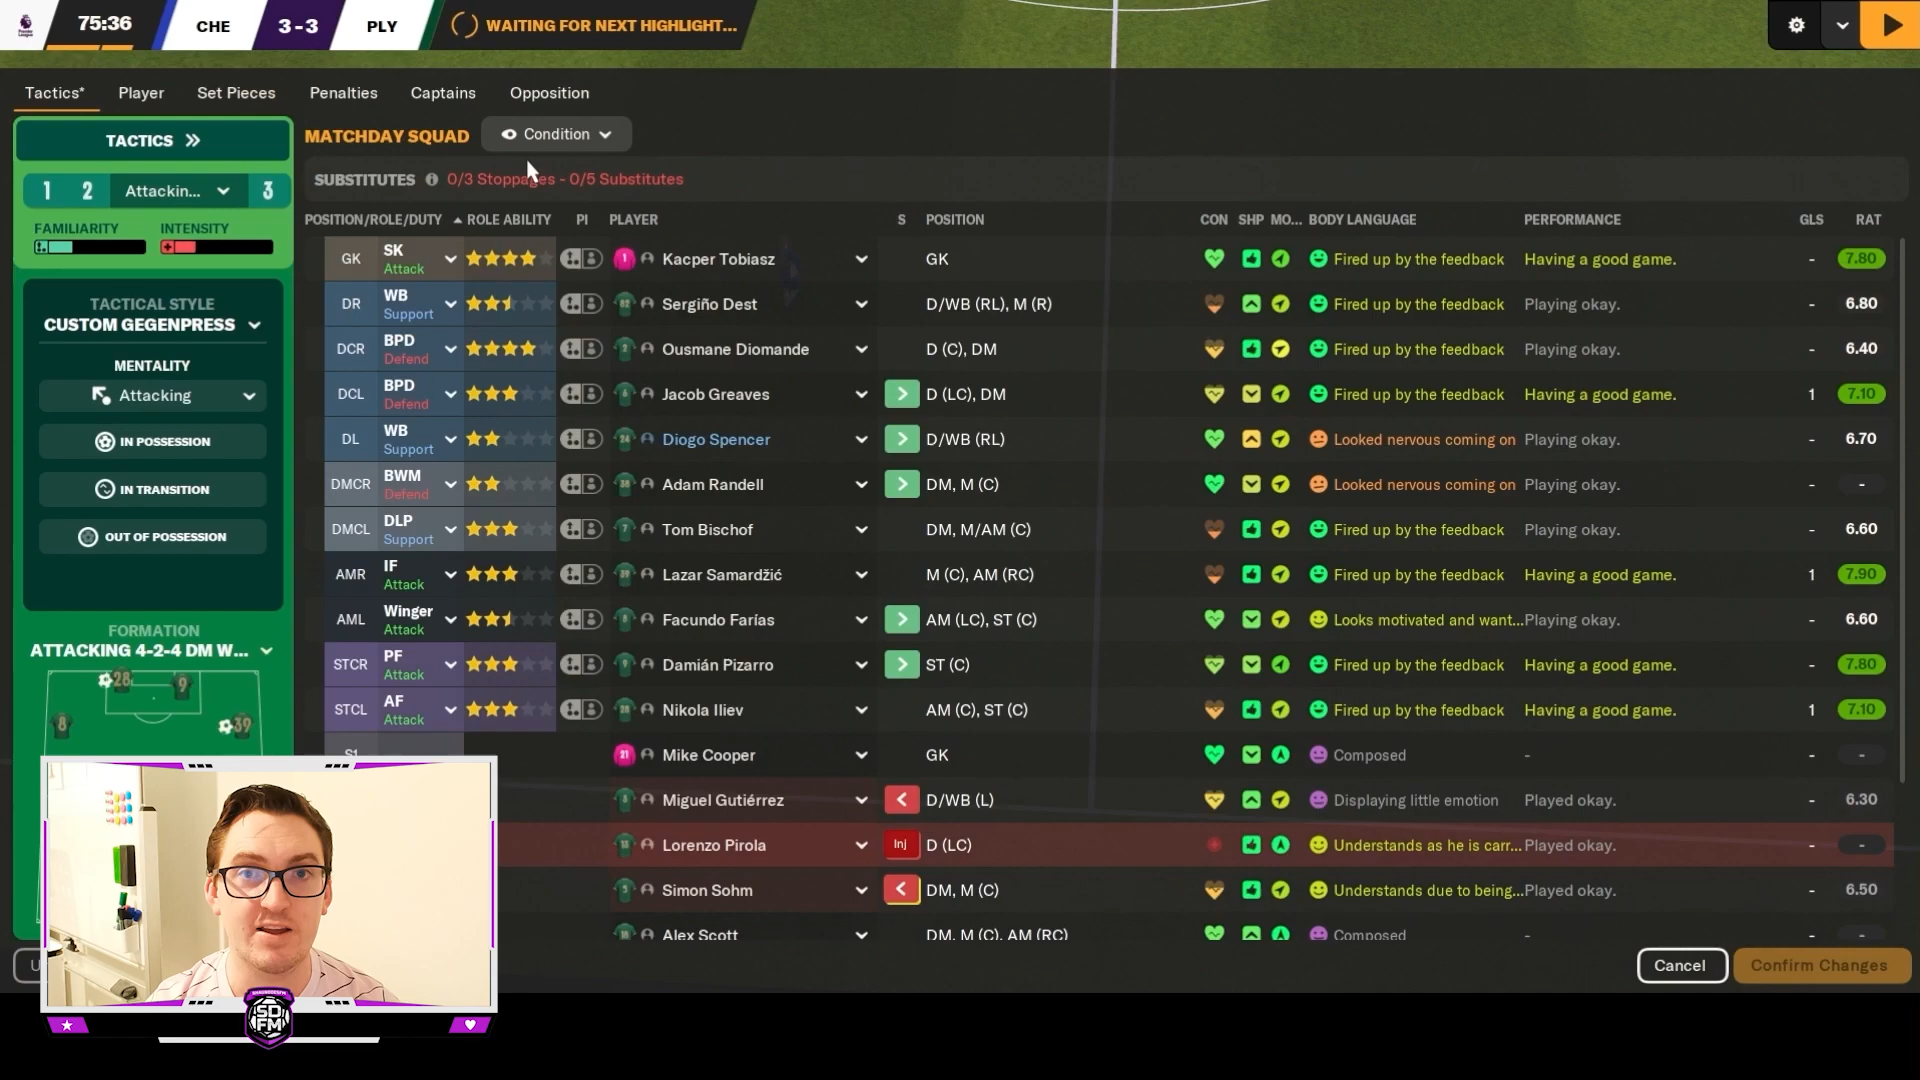 75:36 CHE 3-3 PLY WAITING FOR NEXT HIGHLIGHT...
Tactics* Player Set Pieces Penalties Captains Opposition
TACTICS
MATCHDAY SQUAD Condition
1 2 Attackin... 3
SUBSTITUTES 0/3 Stoppages - 0/5 Substitutes
FAMILIARITY INTENSITY
POSITION/ROLE/DUTY ROLE ABILITY PI PLAYER S POSITION CON SHP MO... BODY LANGUAGE PERFORMANCE GLS RAT
GK SK Attack 1 Kacper Tobiasz GK Fired up by the feedback Having a good game. - 7.80
DR WB Support Sergiño Dest D/WB (RL), M (R) Fired up by the feedback Playing okay. - 6.80
DCR BPD Defend Ousmane Diomande D (C), DM Fired up by the feedback Playing okay. - 6.40
DCL BPD Defend Jacob Greaves D (LC), DM Fired up by the feedback Having a good game. 1 7.10
DL WB Support Diogo Spencer D/WB (RL) Looked nervous coming on Playing okay. - 6.70
DMCR BWM Defend Adam Randell DM, M (C) Looked nervous coming on Playing okay. - -
DMCL DLP Support Tom Bischof DM, M/AM (C) Fired up by the feedback Playing okay. - 6.60
AMR IF Attack Lazar Samardžić M (C), AM (RC) Fired up by the feedback Having a good game. 1 7.90
AML Winger Attack Facundo Farías AM (LC), ST (C) Looks motivated and want... Playing okay. - 6.60
STCR PF Attack Damián Pizarro ST (C) Fired up by the feedback Having a good game. - 7.80
STCL AF Attack Nikola Iliev AM (C), ST (C) Fired up by the feedback Having a good game. 1 7.10
S1 21 Mike Cooper GK Composed - - -
Miguel Gutiérrez D/WB (L) Displaying little emotion Played okay. - 6.30
Lorenzo Pirola Inj D (LC) Understands as he is carr... Played okay. - -
Simon Sohm DM, M (C) Understands due to being... Played okay. - 6.50
Alex Scott DM, M (C), AM (RC) Composed - - -
TACTICAL STYLE
CUSTOM GEGENPRESS
MENTALITY
Attacking
IN POSSESSION
IN TRANSITION
OUT OF POSSESSION
FORMATION
ATTACKING 4-2-4 DM W...
28 9
8 39
U
Cancel Confirm Changes
SD
FM